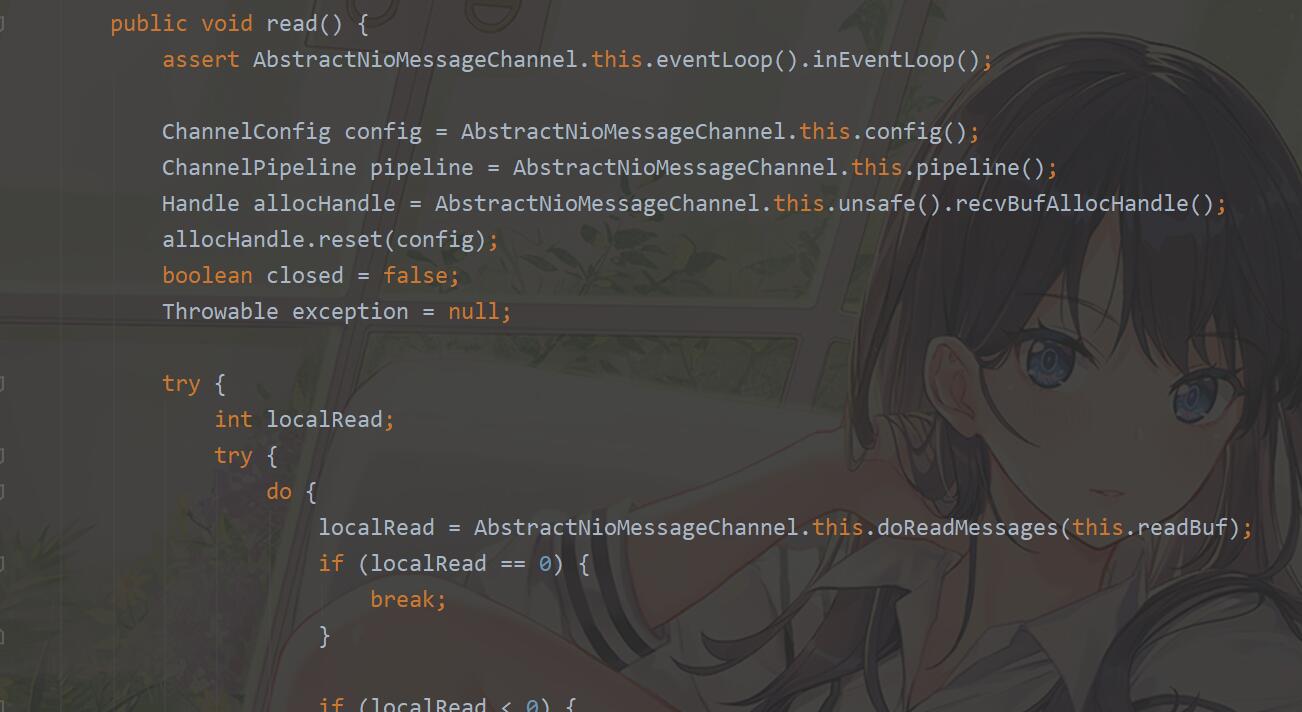 public void read() {
assert AbstractNioMessageChannel.this.eventLoop().inEventLoop();
ChannelConfig config = AbstractNioMessageChannel.this.config();
ChannelPipeline pipeline = AbstractNioMessageChannel.this.pipeline();
Handle allocHandle = AbstractNioMessageChannel.this.unsafe().recvBufAllocHandle();
allocHandle.reset(config);
boolean closed = false;
Throwable exception = null;
try {
int localRead;
try {
do {
localRead = AbstractNioMessageChannel.this.doReadMessages(this.readBuf);
if (localRead == 0) {
break;
}
if (localRead < 0) {